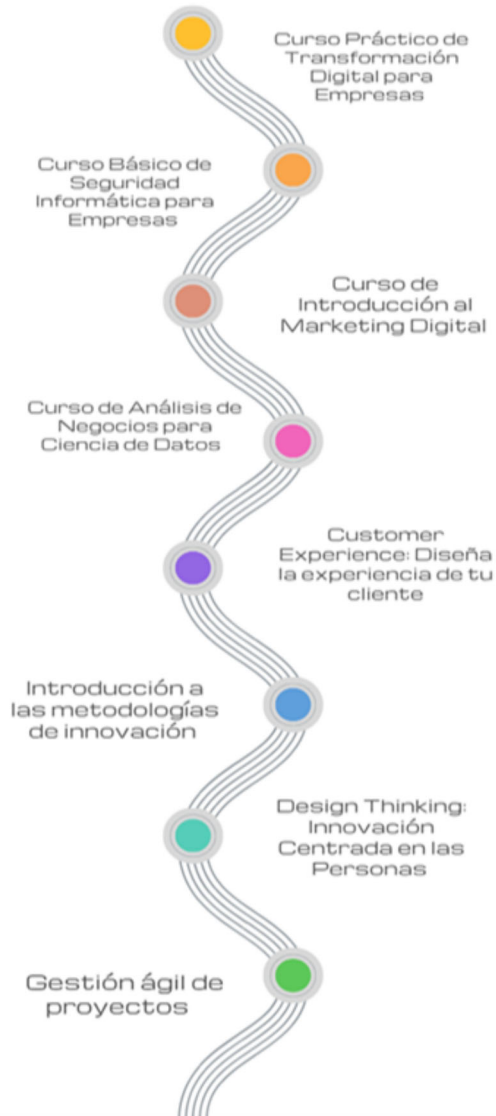 Curso Práctico de
Transformación
Digital para
Empresas
Curso Básico de
Seguridad
Informática para
Empresas
Curso de
Introducción al
Marketing Digital
Curso de Análisis de
Negocios para
Ciencia de Datos
Customer
Experience: Diseña
la experiencia de tu
cliente
Introducción a
las metodologías
de innovación
Design Thinking:
Innovación
Centrada en las
Personas
Gestión ágil de
proyectos